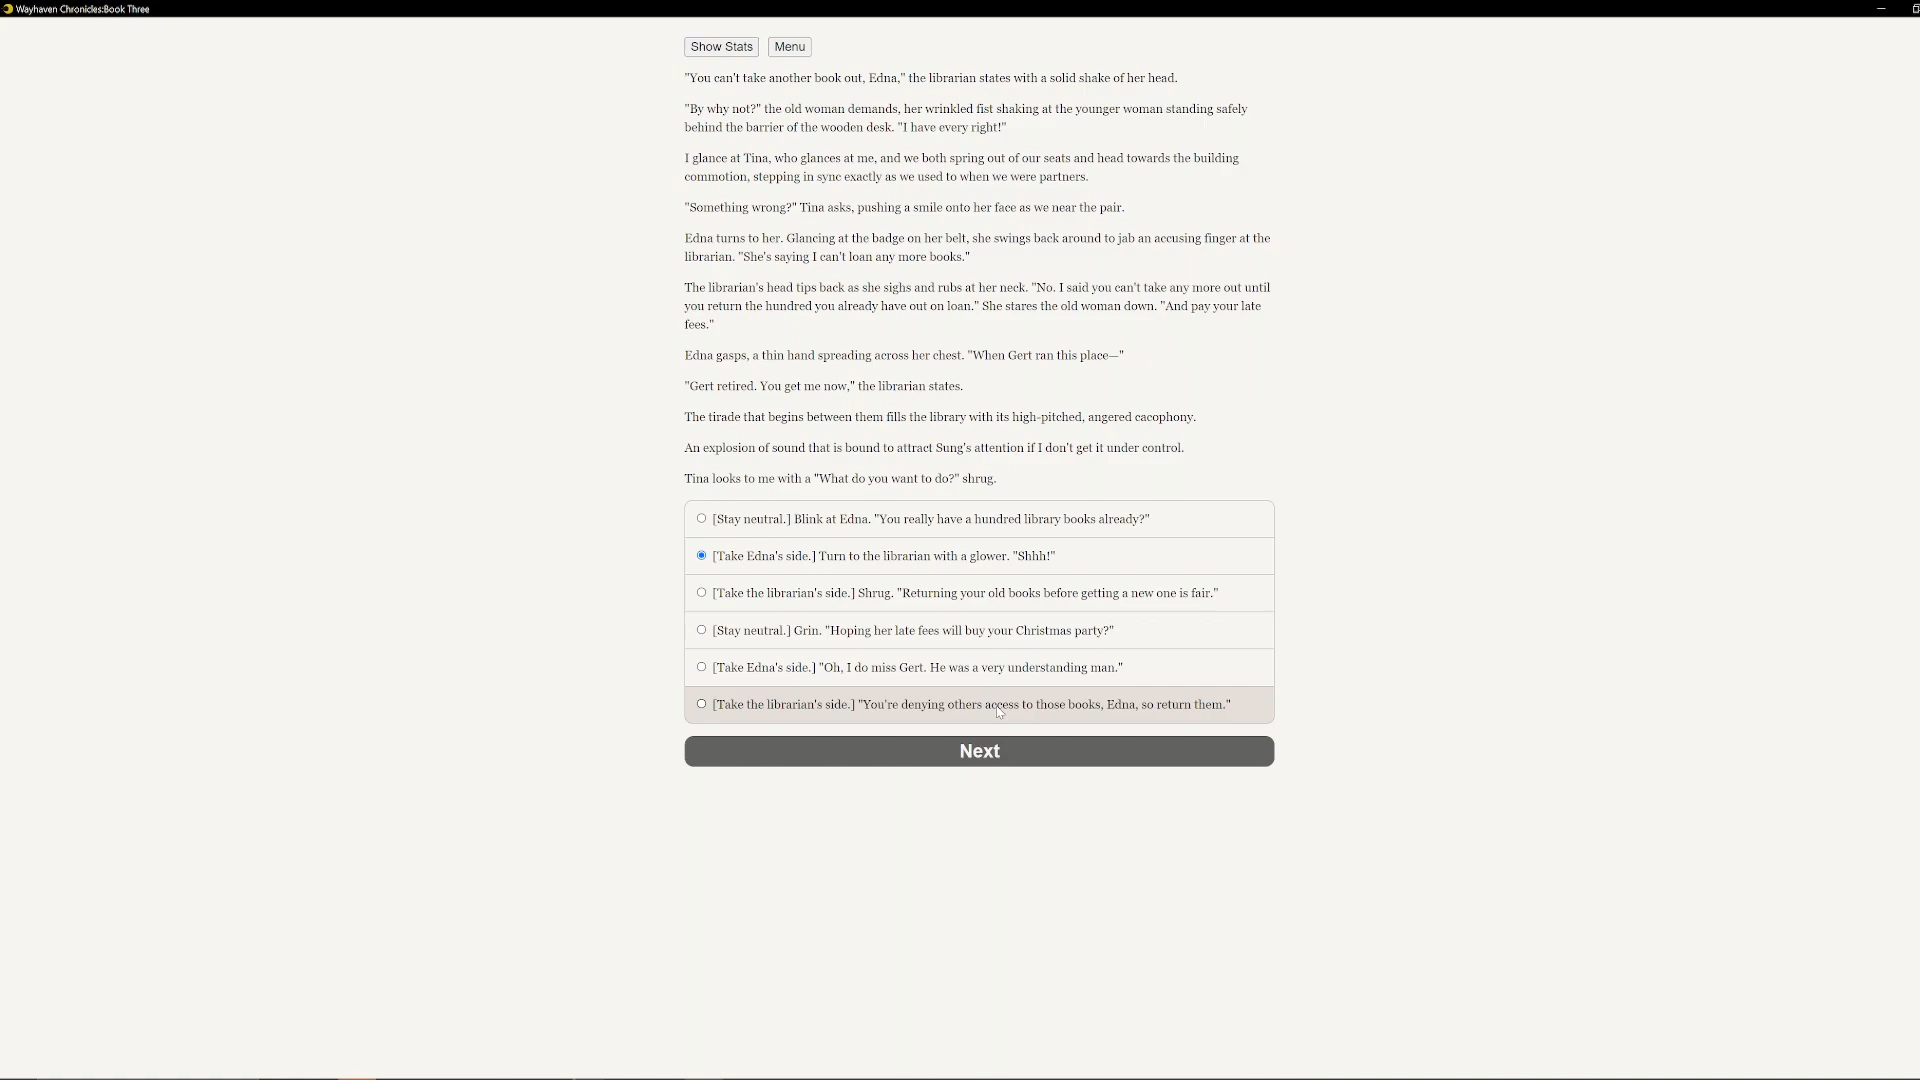 Wayhaven Chronicles:Book Three
Show Stats Menu
"You can't take another book out, Edna," the librarian states with a solid shake of her head.
"By why not?" the old woman demands, her wrinkled fist shaking at the younger woman standing safely
behind the barrier of the wooden desk. "I have every right!"
I glance at Tina, who glances at me, and we both spring out of our seats and head towards the building
commotion, stepping in sync exactly as we used to when we were partners.
"Something wrong?" Tina asks, pushing a smile onto her face as we near the pair.
Edna turns to her. Glancing at the badge on her belt, she swings back around to jab an accusing finger at the
librarian. "She's saying I can't loan any more books."
The librarian's head tips back as she sighs and rubs at her neck. "No. I said you can't take any more out until
you return the hundred you already have out on loan." She stares the old woman down. "And pay your late
fees."
Edna gasps, a thin hand spreading across her chest. "When Gert ran this place—"
"Gert retired. You get me now," the librarian states.
The tirade that begins between them fills the library with its high-pitched, angered cacophony.
An explosion of sound that is bound to attract Sung's attention if I don't get it under control.
Tina looks to me with a "What do you want to do?" shrug.
[Stay neutral.] Blink at Edna. "You really have a hundred library books already?"
[Take Edna's side.] Turn to the librarian with a glower. "Shhh!"
[Take the librarian's side.] Shrug. "Returning your old books before getting a new one is fair."
[Stay neutral.] Grin. "Hoping her late fees will buy your Christmas party?"
[Take Edna's side.] "Oh, I do miss Gert. He was a very understanding man."
[Take the librarian's side.] "You're denying others access to those books, Edna, so return them."
Next